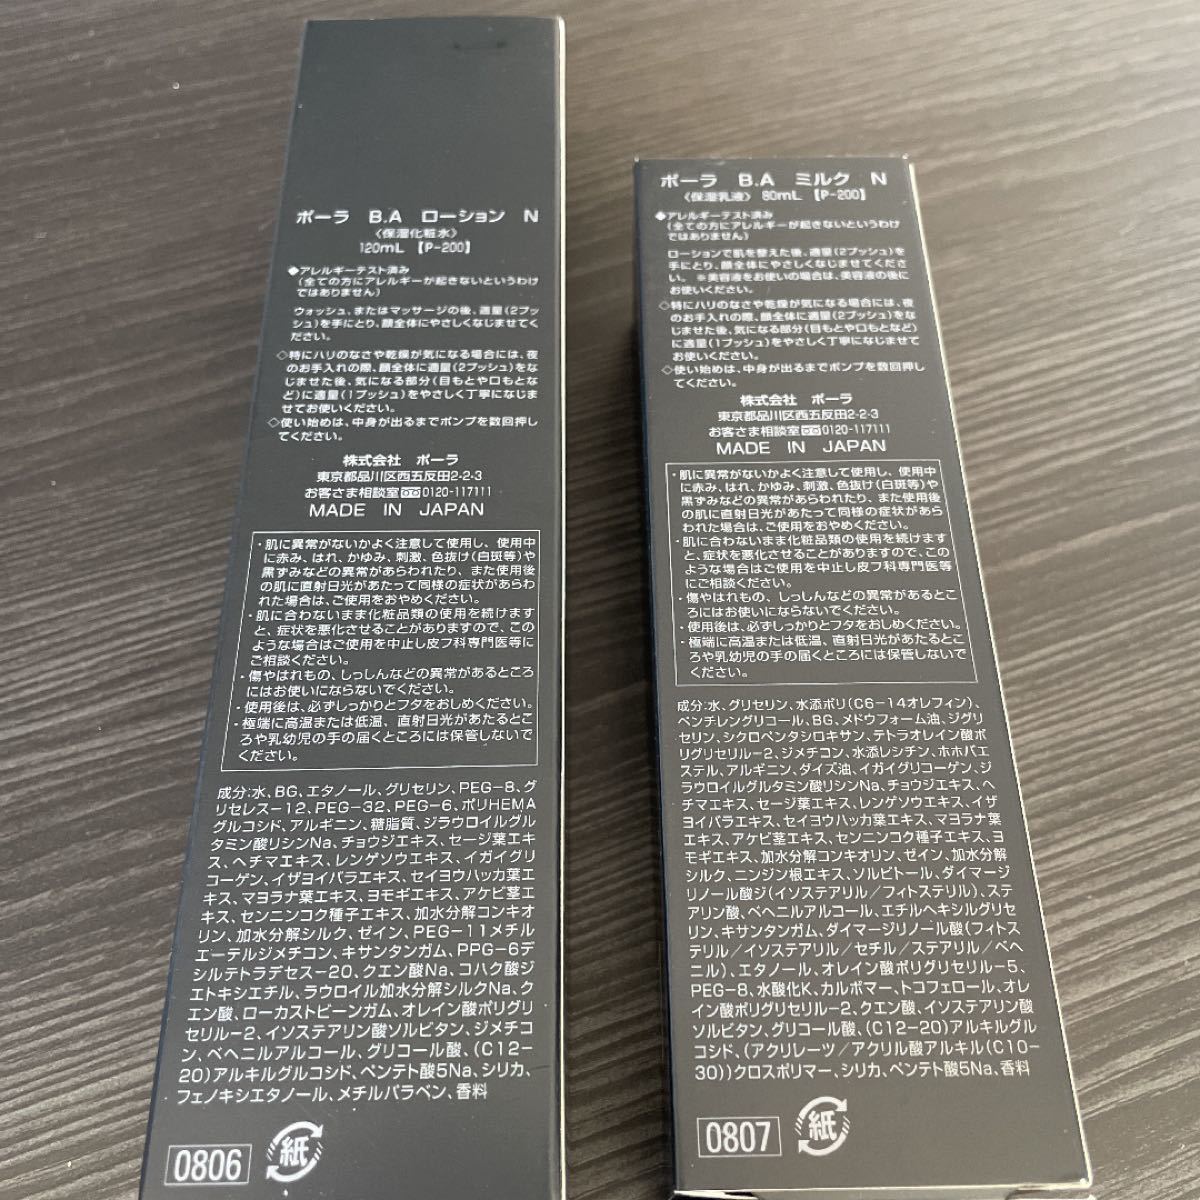 ポーラ B.A ローション N
〈保湿化粧水〉
120mL 【P-200】
◆アレルギーテスト済み
(全ての方にアレルギーが起きないというわけ
ではありません)
ウォッシュ、またはマッサージの後、適量(2プッ
シュ)を手にとり、顔全体にやさしくなじませてく
ださい。
◇特にハリのなさや乾燥が気になる場合には、夜
のお手入れの際、顔全体に適量(2プッシュ)をな
じませた後、気になる部分(目もとや口もとな
ど)に適量(1プッシュ)をやさしく丁寧になじま
せてお使いください。
◇使い始めは、中身が出るまでポンプを数回押し
てください。
株式会社 ポーラ
東京都品川区西五反田2-2-3
お客さま相談室0120-117111
MADE IN JAPAN
・肌に異常がないかよく注意して使用し、使用中
に赤み、はれ、かゆみ、刺激、色抜け(白斑等)や
黒ずみなどの異常があらわれたり、また使用後
の肌に直射日光があたって同様の症状があらわ
れた場合は、ご使用をおやめください。
・肌に合わないまま化粧品類の使用を続けます
と、症状を悪化させることがありますので、この
ような場合はご使用を中止し皮フ科専門医等に
ご相談ください。
・傷やはれもの、しっしんなどの異常があるところ
にはお使いにならないでください。
・使用後は、必ずしっかりとフタをおしめください。
・極端に高温または低温、直射日光があたるとこ
ろや乳幼児の手の届くところには保管しないで
ください。
成分:水、BG、エタノール、グリセリン、PEG-8、グ
リセレス-12、PEG-32、PEG-6、ポリHEMA
グルコシド、アルギニン、糖脂質、ジラウロイルグル
タミン酸リシンNa、チョウジエキス、セージ葉エキ
ス、ヘチマエキス、レンゲソウエキス、イガイグリ
コーゲン、イザヨイバラエキス、セイヨウハッカ葉エ
キス、マヨラナ葉エキス、ヨモギエキス、アケビ茎エ
キス、センニンコク種子エキス、加水分解コンキオ
リン、加水分解シルク、ゼイン、PEG-11メチル
エーテルジメチコン、キサンタンガム、PPG-6デ
シルテトラデセス-20、クエン酸Na、コハク酸ジ
エトキシエチル、ラウロイル加水分解シルクNa、ク
エン酸、ローカストビーンガム、オレイン酸ポリグリ
セリル-2、イソステアリン酸ソルビタン、ジメチコ
ン、ベヘニルアルコール、グリコール酸、(C12-
20)アルキルグルコシド、ペンテト酸5Na、シリカ、
フェノキシエタノール、メチルパラベン、香料
0806
紙
ポーラ B.A ミルク N
〈保湿乳液〉 80mL 【P-200】
◆アレルギーテスト済み
(全ての方にアレルギーが起きないというわけ
ではありません)
ローションで肌を整えた後、適量(2プッシュ)を
手にとり、顔全体にやさしくなじませてくださ
い。 ※美容液をお使いの場合は、美容液の後に
お使いください。
◇特にハリのなさや乾燥が気になる場合には、夜
のお手入れの際、顔全体に適量(2プッシュ)をな
じませた後、気になる部分(目もとや口もとなど)
に適量(1プッシュ)をやさしく丁寧になじませて
お使いください。
◇使い始めは、中身が出るまでポンプを数回押し
てください。
株式会社 ポーラ
東京都品川区西五反田2-2-3
お客さま相談室0120-117111
MADE IN JAPAN
・肌に異常がないかよく注意して使用し、使用中
に赤み、はれ、かゆみ、刺激、色抜け(白斑等)や
黒ずみなどの異常があらわれたり、また使用後
の肌に直射日光があたって同様の症状があら
われた場合は、ご使用をおやめください。
・肌に合わないまま化粧品類の使用を続けます
と、症状を悪化させることがありますので、この
ような場合はご使用を中止し皮フ科専門医等
にご相談ください。
・傷やはれもの、しっしんなどの異常があるとこ
ろにはお使いにならないでください。
・使用後は、必ずしっかりとフタをおしめください。
・極端に高温または低温、直射日光があたるとこ
ろや乳幼児の手の届くところには保管しないで
ください。
成分:水、グリセリン、水添ポリ(C6-14オレフィン)、
ペンチレングリコール、BG、メドウフォーム油、ジグリ
セリン、シクロペンタシロキサン、テトラオレイン酸ポ
リグリセリル-2、ジメチコン、水添レシチン、ホホバエ
ステル、アルギニン、ダイズ油、イガイグリコーゲン、ジ
ラウロイルグルタミン酸リシンNa、チョウジエキス、ヘ
チマエキス、セージ葉エキス、レンゲソウエキス、イザ
ヨイバラエキス、セイヨウハッカ葉エキス、マヨラナ葉
エキス、アケビ茎エキス、センニンコク種子エキス、ヨ
モギエキス、加水分解コンキオリン、ゼイン、加水分解
シルク、ニンジン根エキス、ソルビトール、ダイマージ
リノール酸ジ(イソステアリル/フィトステリル)、ステ
アリン酸、ベヘニルアルコール、エチルヘキシルグリセ
リン、キサンタンガム、ダイマージリノール酸(フィトス
テリル/イソステアリル/セチル/ステアリル/ベヘ
ニル)、エタノール、オレイン酸ポリグリセリル-5、
PEG-8、水酸化K、カルボマー、トコフェロール、オレ
イン酸ポリグリセリル-2、クエン酸、イソステアリン酸
ソルビタン、グリコール酸、(C12-20)アルキルグル
コシド、(アクリレーツ/アクリル酸アルキル(C10-
30))クロスポリマー、シリカ、ペンテト酸5Na、香料
0807
紙